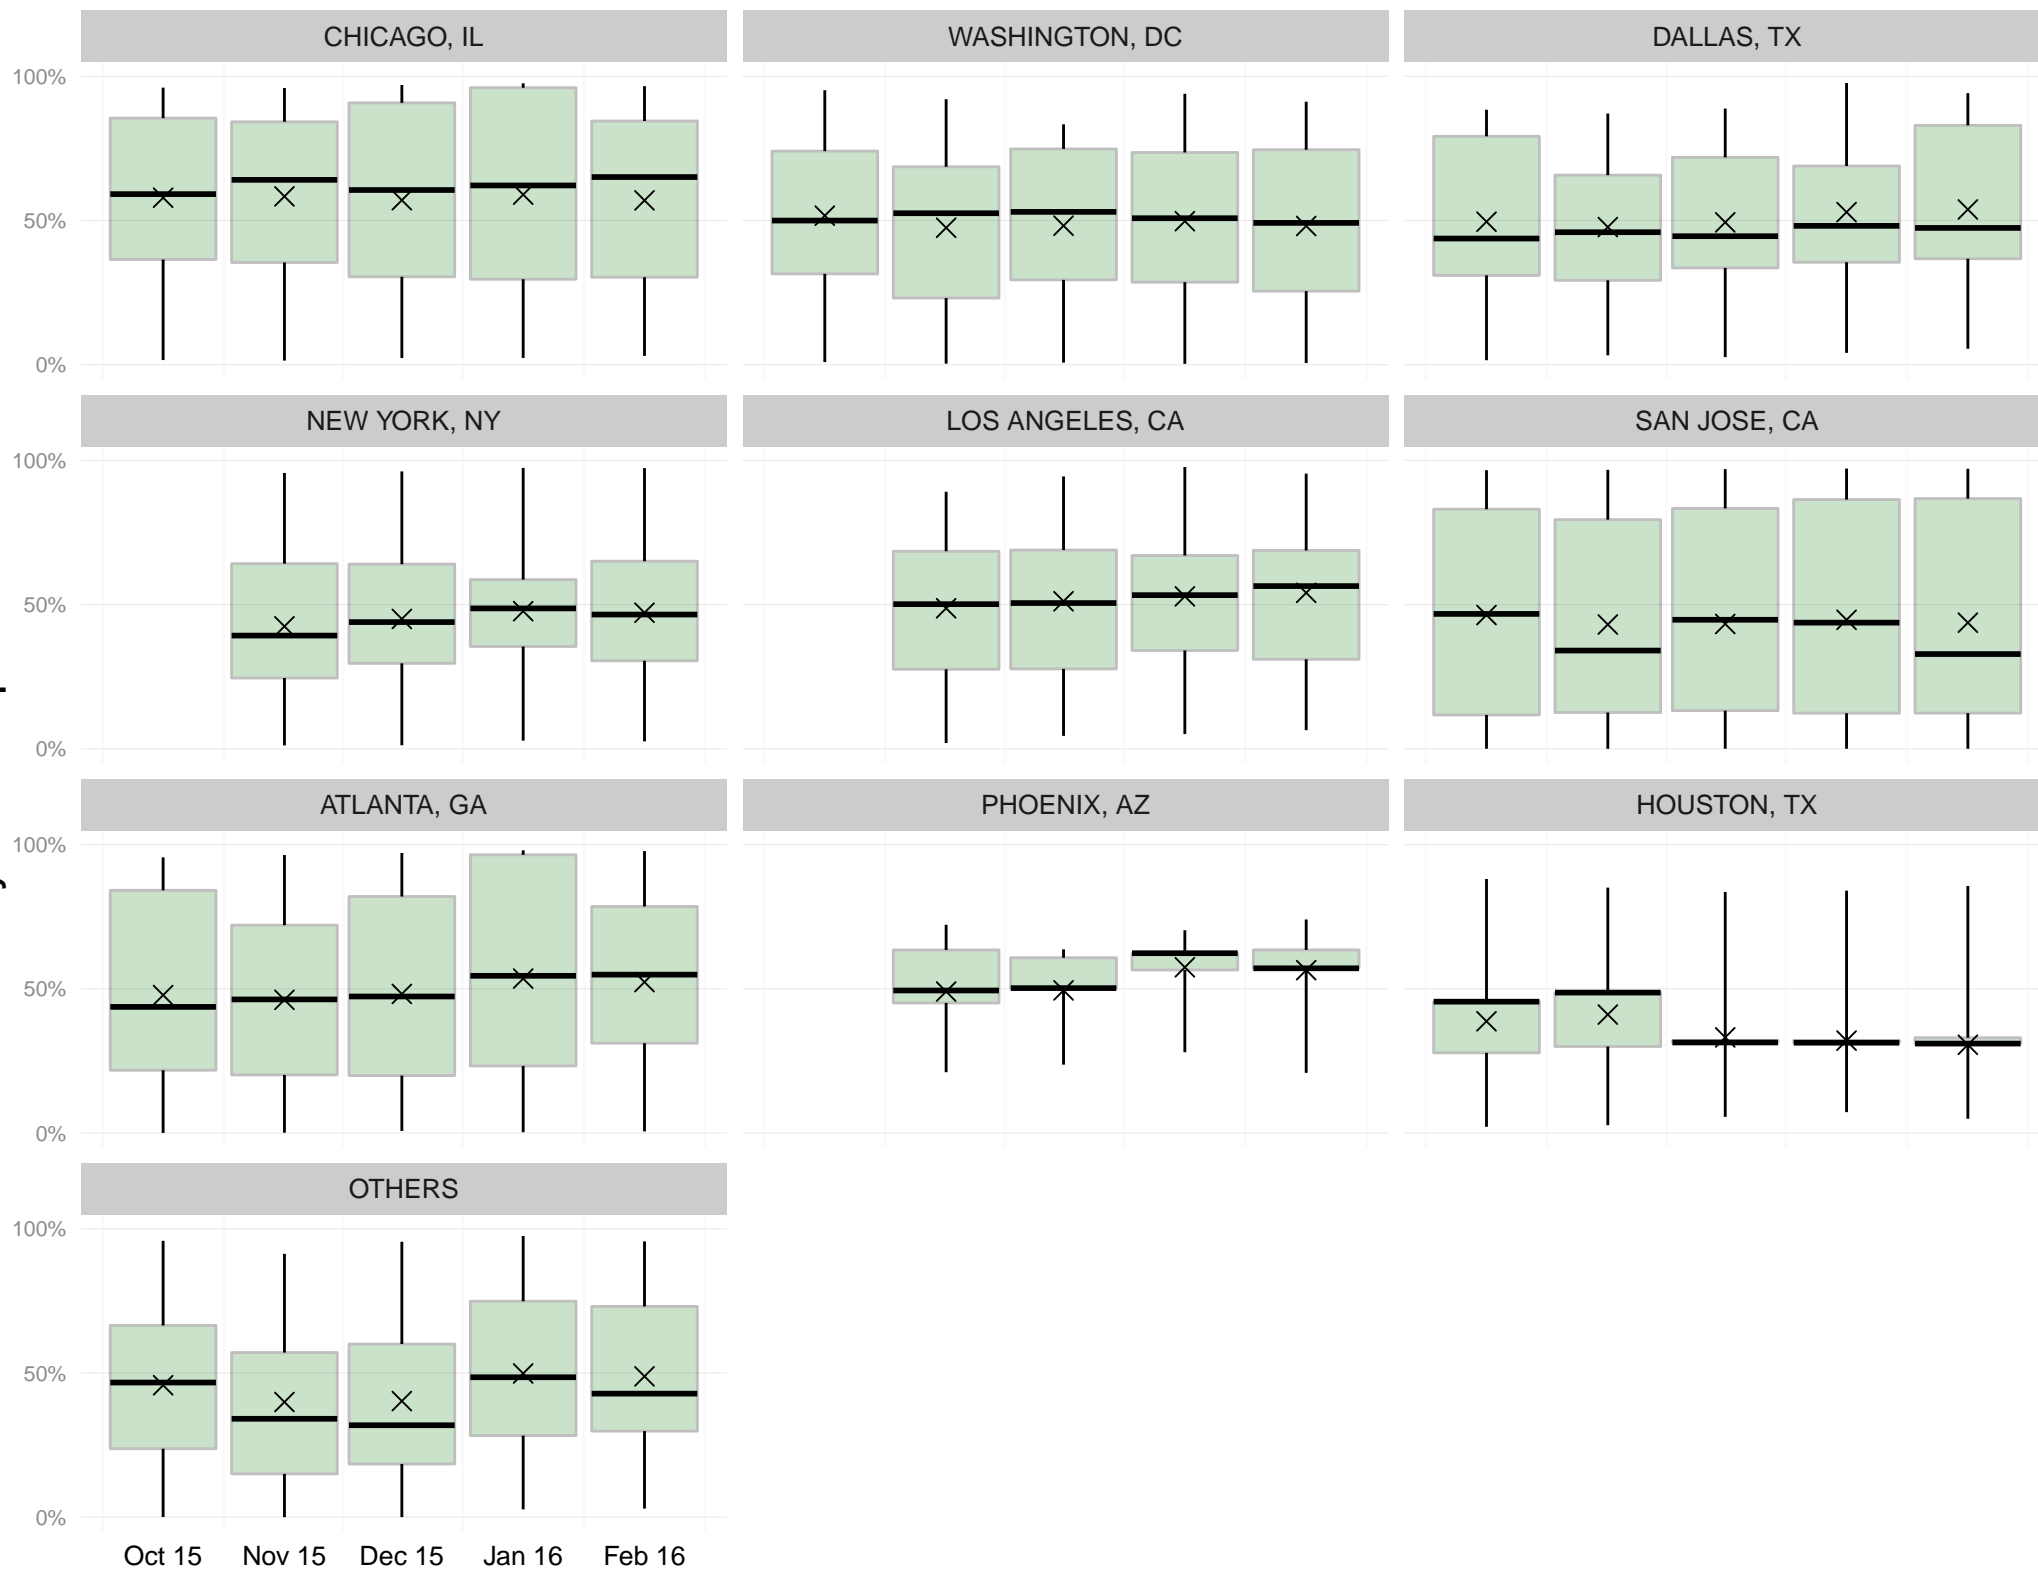 CHICAGO, IL WASHINGTON, DC DALLAS, TX
100%
50%
0%
NEW YORK, NY LOS ANGELES, CA SAN JOSE, CA
100%
50%
0%
ATLANTA, GA PHOENIX, AZ HOUSTON, TX
100%
50%
0%
OTHERS
100%
50%
0%
Oct 15 Nov 15 Dec 15 Jan 16 Feb 16